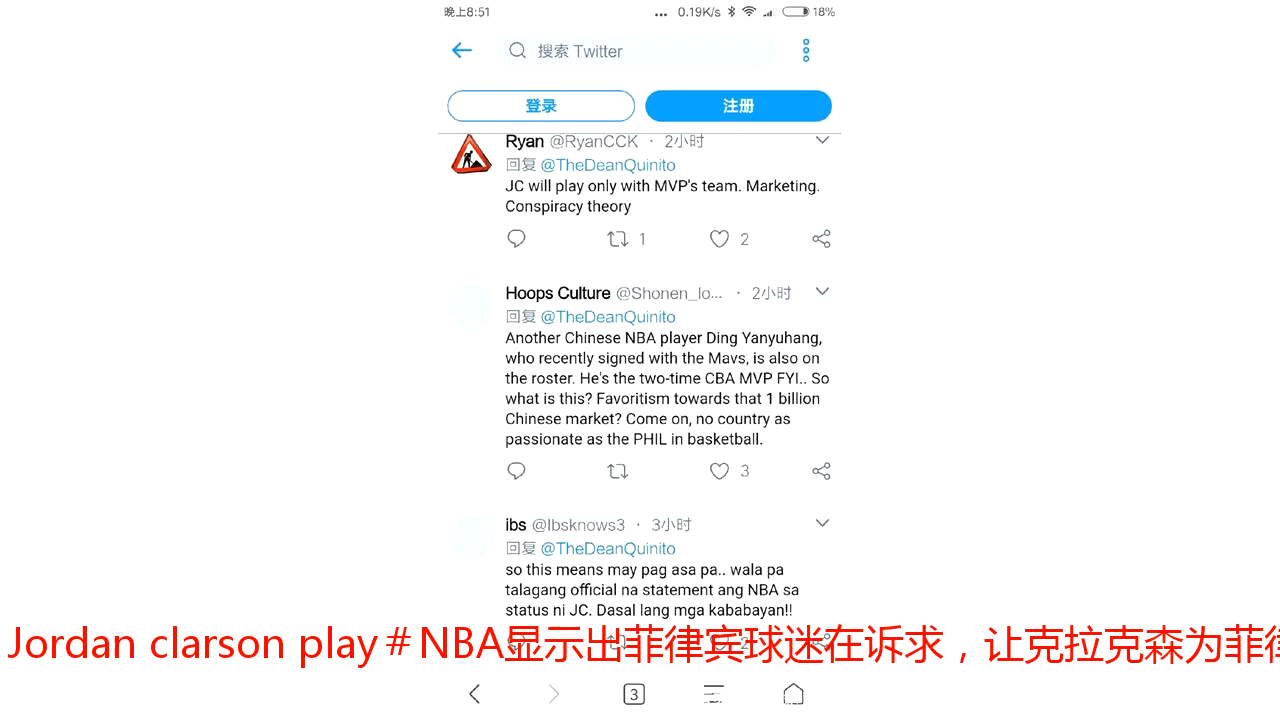 晚上8:51
... 0.19K/s 18%
搜索 Twitter
登录
注册
Ryan @RyanCCK · 2小时
回复 @TheDeanQuinito
JC will play only with MVP's team. Marketing.
Conspiracy theory
1
2
Hoops Culture @Shonen_lo... · 2小时
回复 @TheDeanQuinito
Another Chinese NBA player Ding Yanyuhang,
who recently signed with the Mavs, is also on
the roster. He's the two-time CBA MVP FYI.. So
what is this? Favoritism towards that 1 billion
Chinese market? Come on, no country as
passionate as the PHIL in basketball.
3
ibs @Ibsknows3 · 3小时
回复 @TheDeanQuinito
so this means may pag asa pa.. wala pa
talagang official na statement ang NBA sa
status ni JC. Dasal lang mga kababayan!!
2
Jordan clarson play＃NBA显示出菲律宾球迷在诉求，让克拉克森为菲律
3